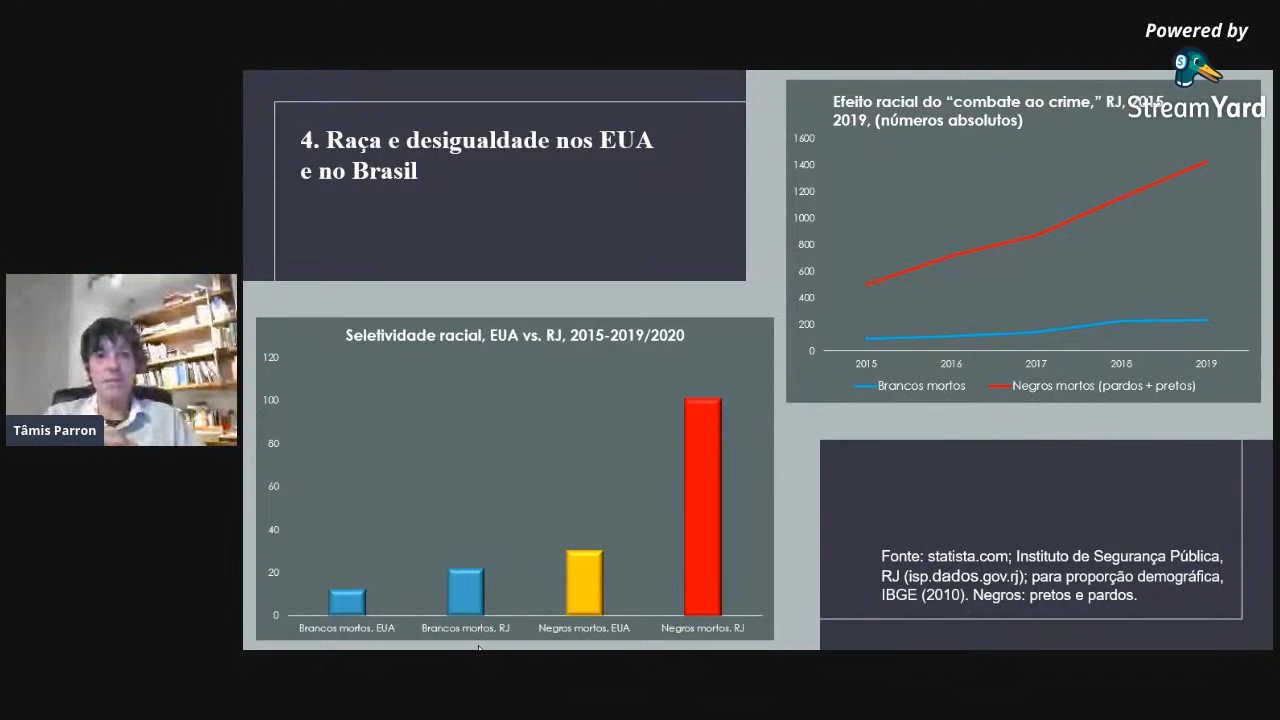 Powered by
StreamYard
4. Raça e desigualdade nos EUA
e no Brasil
Efeito racial do “combate ao crime,” RJ, 2015
2019, (números absolutos)
1600
1400
1200
1000
800
600
400
200
0
2015 2016 2017 2018 2019
Brancos mortos Negros mortos (pardos + pretos)
Tâmis Parron
Seletividade racial, EUA vs. RJ, 2015-2019/2020
120
100
80
60
40
20
0
Brancos mortos, EUA Brancos mortos, RJ Negros mortos, EUA Negros mortos, RJ
Fonte: statista.com; Instituto de Segurança Pública,
RJ (isp.dados.gov.rj); para proporção demográfica,
IBGE (2010). Negros: pretos e pardos.